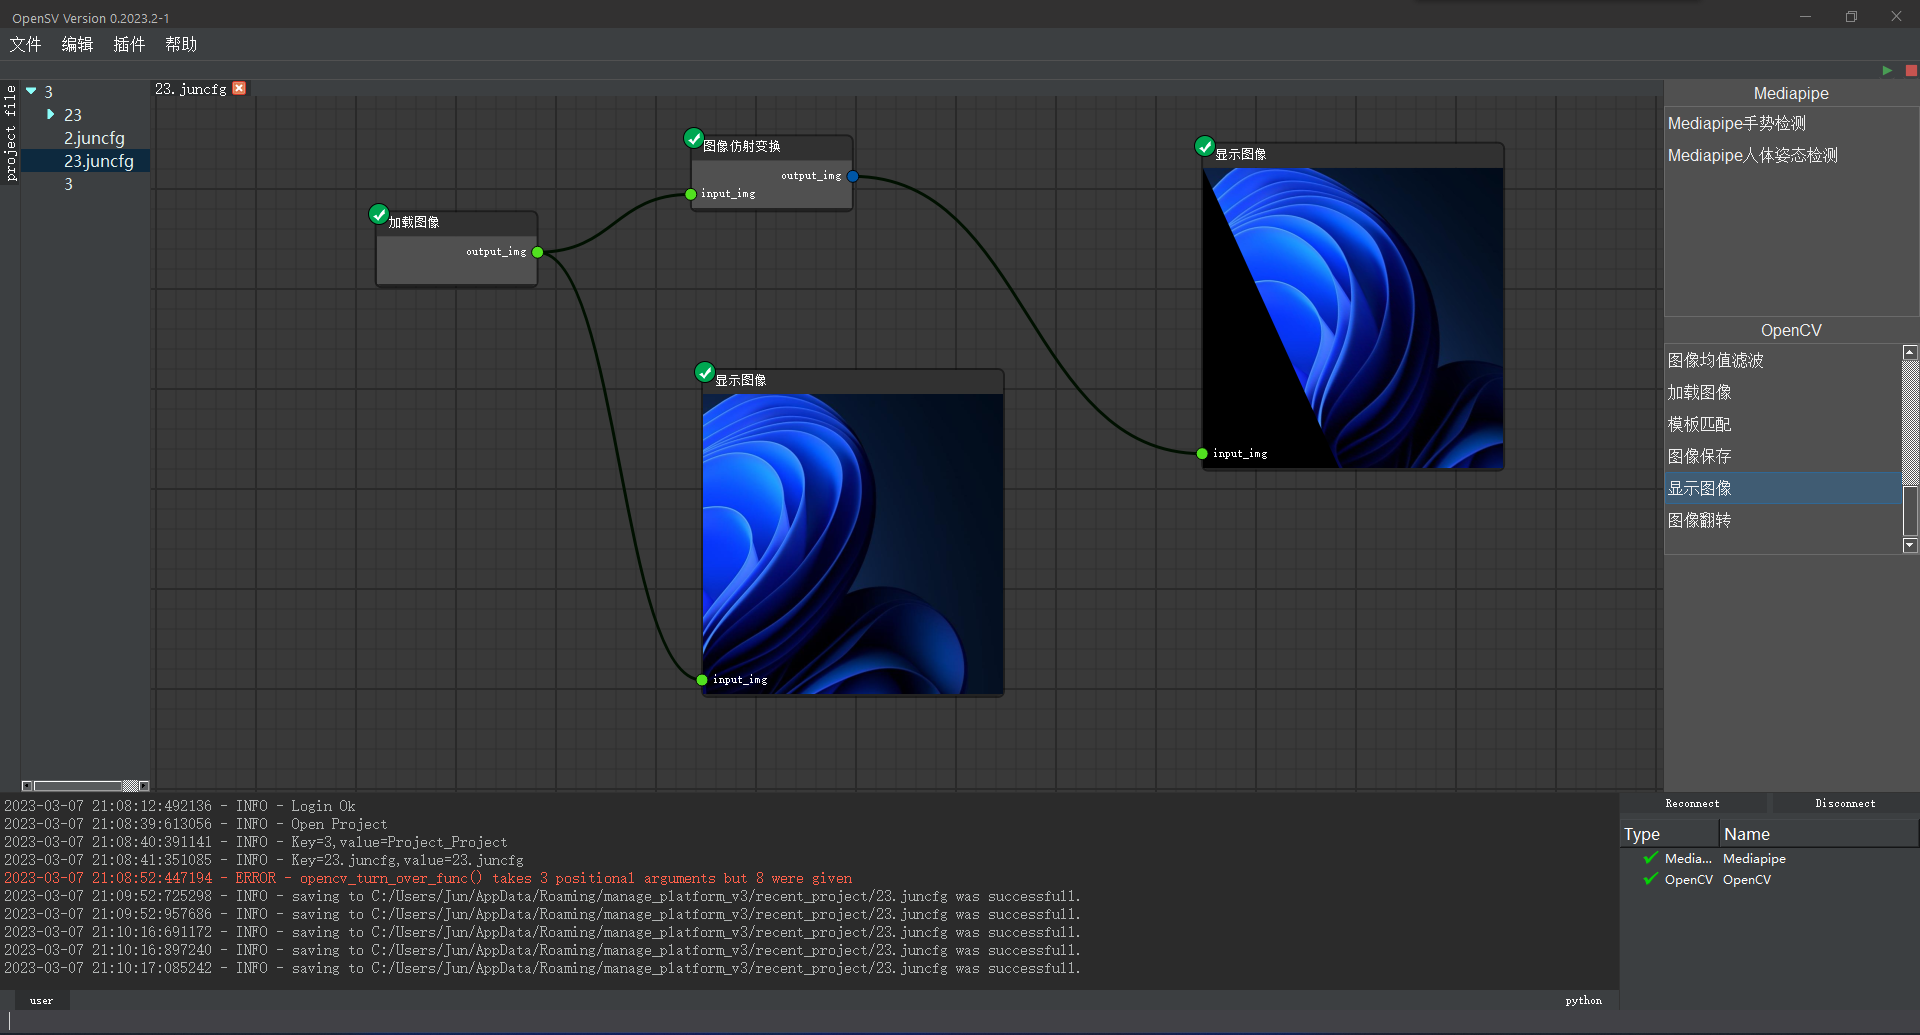 OpenSV Version 0.2023.2-1
文件 编辑 插件 帮助
project file
3
23
2.juncfg
23.juncfg
3
23.juncfg
加载图像
output_img
图像仿射变换
output_img
input_img
显示图像
input_img
显示图像
input_img
Mediapipe
Mediapipe手势检测
Mediapipe人体姿态检测
OpenCV
图像均值滤波
加载图像
模板匹配
图像保存
显示图像
图像翻转
2023-03-07 21:08:12:492136 - INFO - Login Ok
2023-03-07 21:08:39:613056 - INFO - Open Project
2023-03-07 21:08:40:391141 - INFO - Key=3,value=Project_Project
2023-03-07 21:08:41:351085 - INFO - Key=23.juncfg,value=23.juncfg
2023-03-07 21:08:52:447194 - ERROR - opencv_turn_over_func() takes 3 positional arguments but 8 were given
2023-03-07 21:09:52:725298 - INFO - saving to C:/Users/Jun/AppData/Roaming/manage_platform_v3/recent_project/23.juncfg was successfull.
2023-03-07 21:09:52:957686 - INFO - saving to C:/Users/Jun/AppData/Roaming/manage_platform_v3/recent_project/23.juncfg was successfull.
2023-03-07 21:10:16:691172 - INFO - saving to C:/Users/Jun/AppData/Roaming/manage_platform_v3/recent_project/23.juncfg was successfull.
2023-03-07 21:10:16:897240 - INFO - saving to C:/Users/Jun/AppData/Roaming/manage_platform_v3/recent_project/23.juncfg was successfull.
2023-03-07 21:10:17:085242 - INFO - saving to C:/Users/Jun/AppData/Roaming/manage_platform_v3/recent_project/23.juncfg was successfull.
user
python
Reconnect Disconnect
Type Name
Media... Mediapipe
OpenCV OpenCV